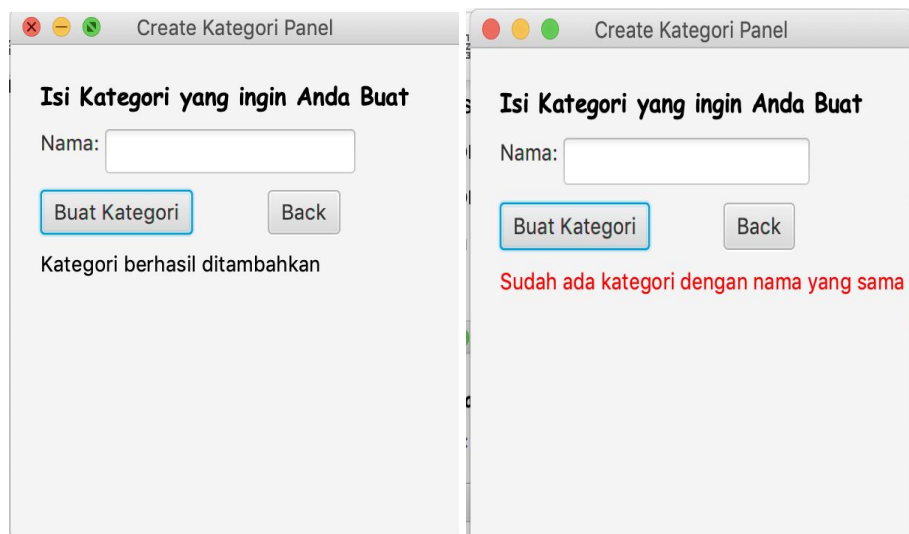 Create Kategori Panel
Isi Kategori yang ingin Anda Buat
Nama:
Buat Kategori
Back
Kategori berhasil ditambahkan
Create Kategori Panel
Isi Kategori yang ingin Anda Buat
Nama:
Buat Kategori
Back
Sudah ada kategori dengan nama yang sama